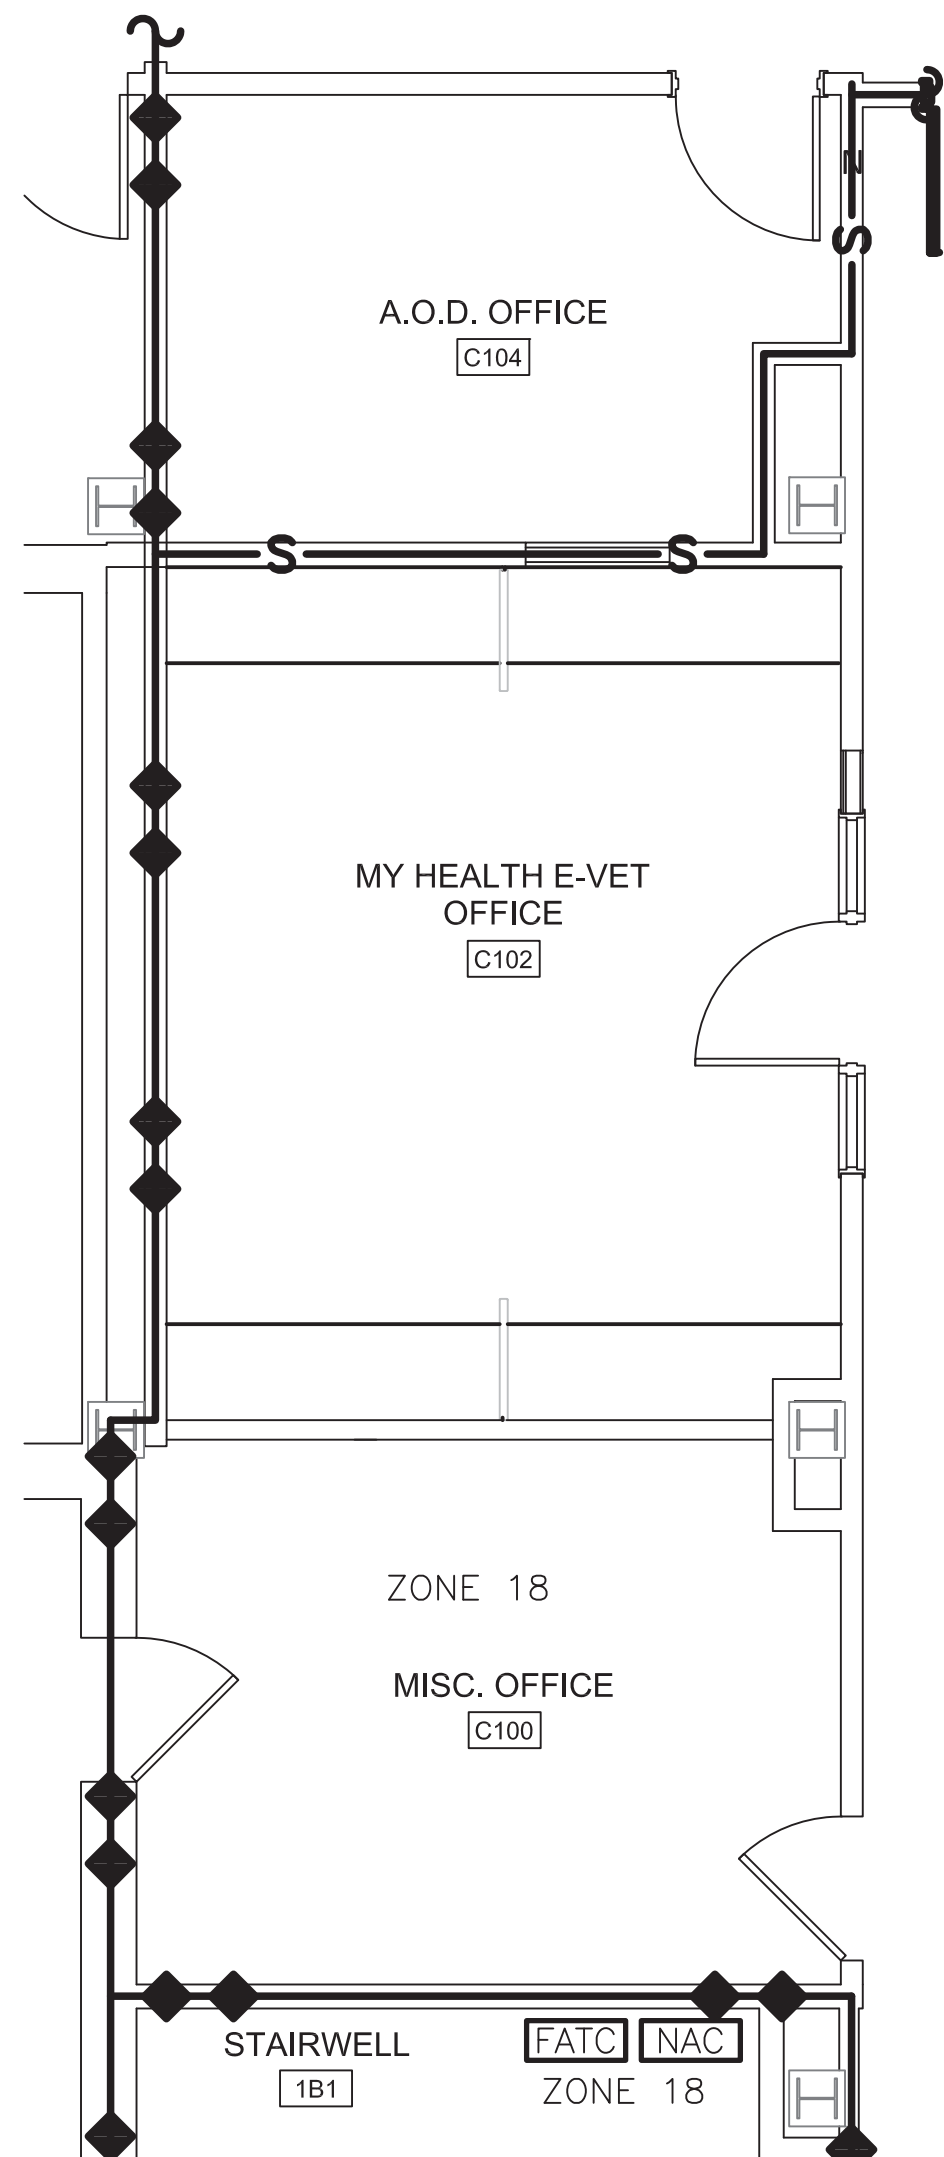 N
S
A.O.D. OFFICE
C104
S S
MY HEALTH E-VET
OFFICE
C102
ZONE 18
MISC. OFFICE
C100
STAIRWELL
1B1
FATC NAC
ZONE 18